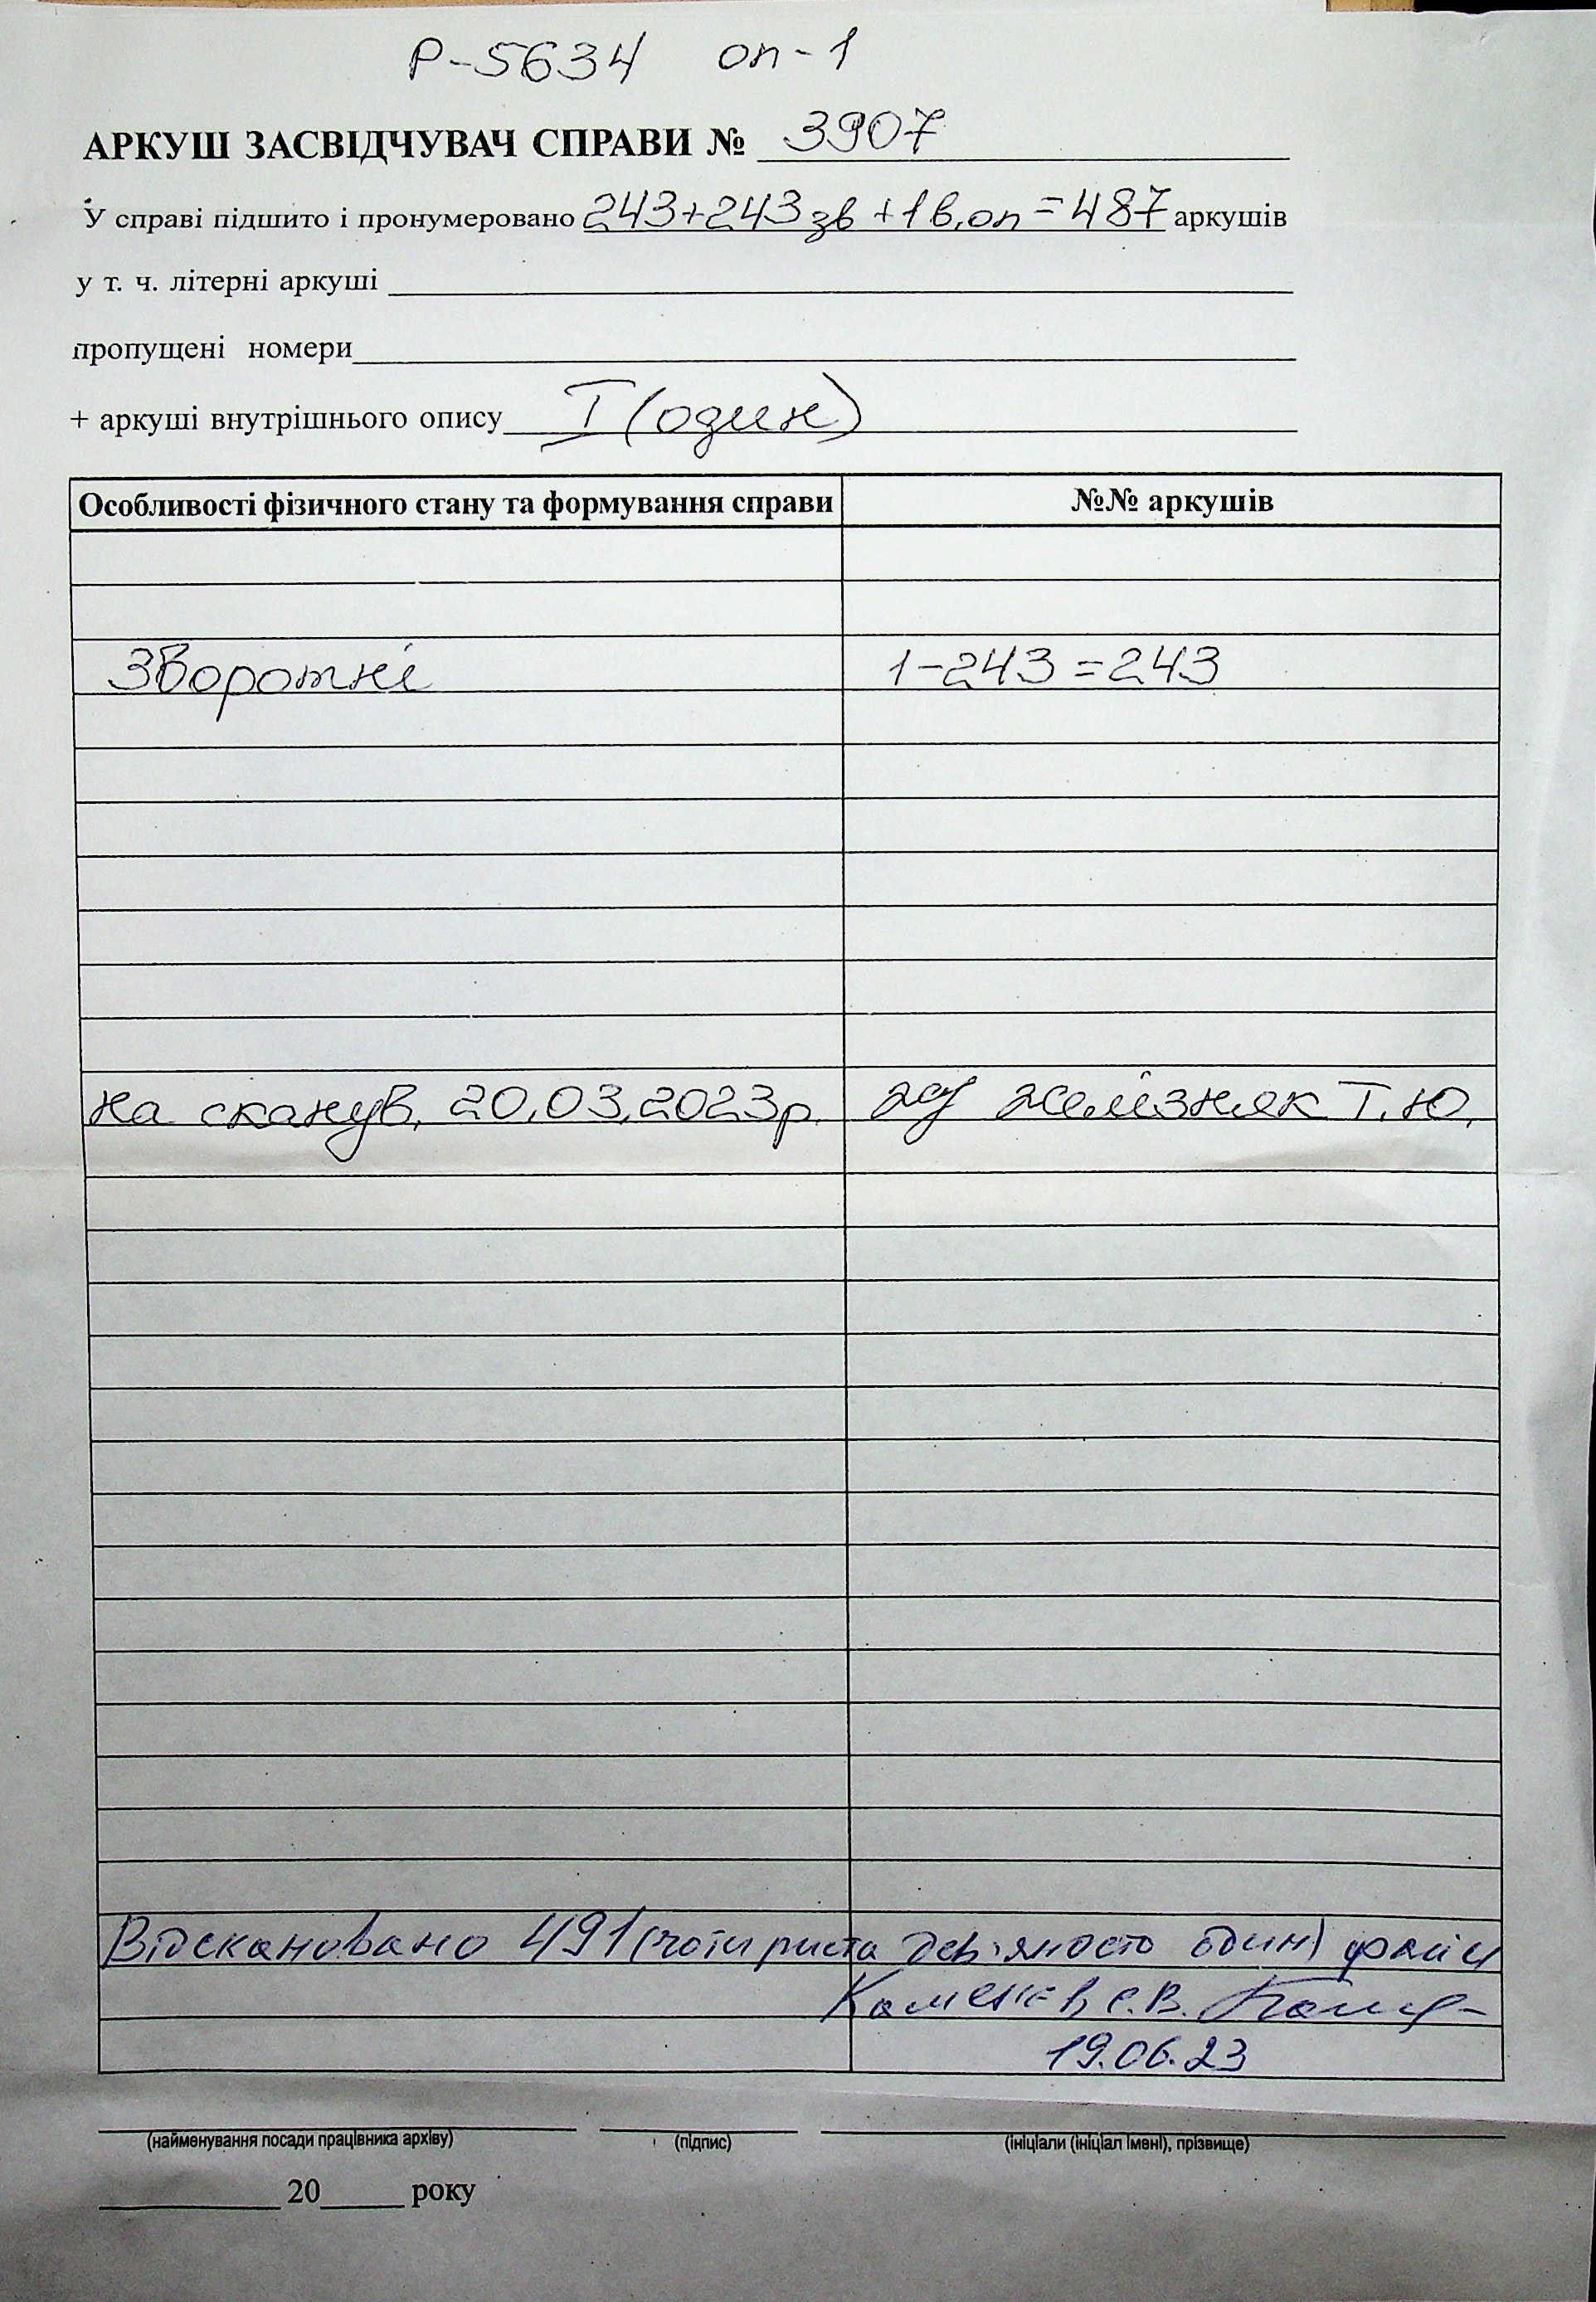 Р-5634 оп-1
АРКУШ ЗАСВІДЧУВАЧ СПРАВИ № 3907
У справі підшито і пронумеровано 243+243зв+1в.оп=487 аркушів
у т. ч. літерні аркуші
пропущені номери
+ аркуші внутрішнього опису I (один)
Особливості фізичного стану та формування справи №№ аркушів
Зворотні 1-243=243
на сканув. 20.03.2023р. Желізняк Т.Ю.
Відскановано 491 (чотириста дев'яносто один) файл
С.В.
19.06.23
(найменування посади працівника архіву) (підпис) (ініціали (ініціал імені), прізвище)
20 року